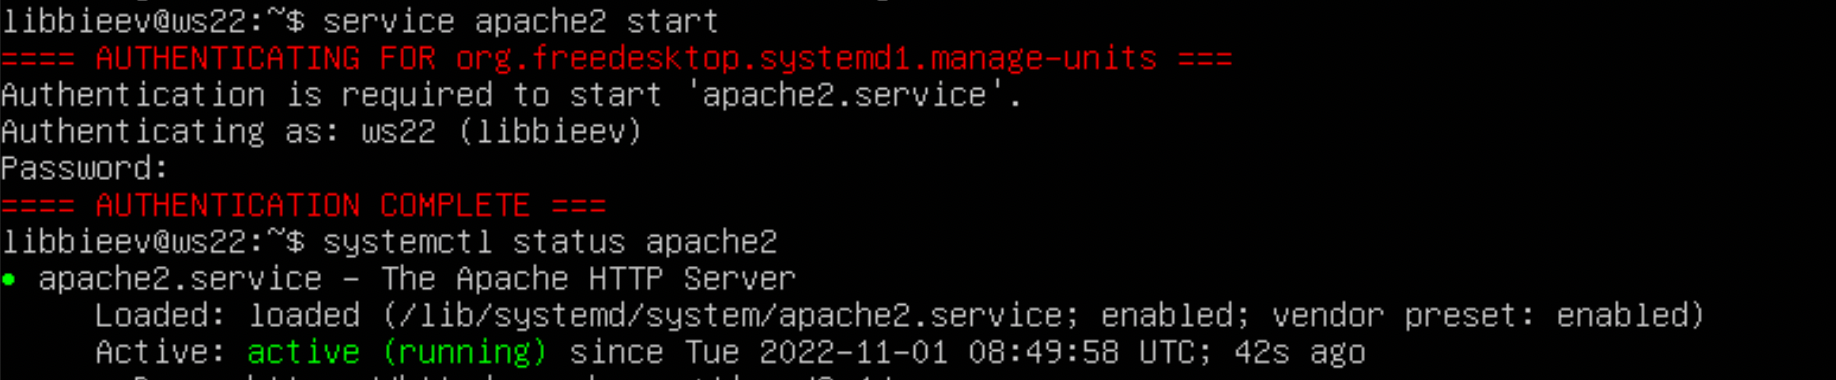 libbieev@ws22:~$ service apache2 start
==== AUTHENTICATING FOR org.freedesktop.systemd1.manage-units ===
Authentication is required to start 'apache2.service'.
Authenticating as: ws22 (libbieev)
Password:
==== AUTHENTICATION COMPLETE ===
libbieev@ws22:~$ systemctl status apache2
● apache2.service - The Apache HTTP Server
Loaded: loaded (/lib/systemd/system/apache2.service; enabled; vendor preset: enabled)
Active: active (running) since Tue 2022-11-01 08:49:58 UTC; 42s ago